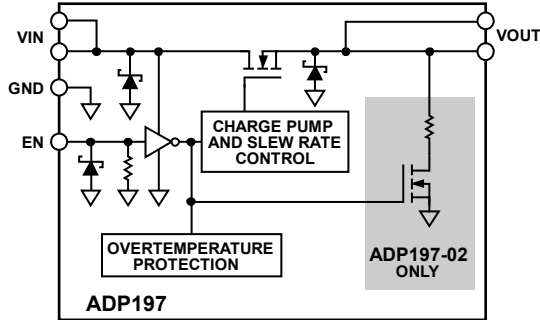 VIN
VOUT
GND
EN
CHARGE PUMP
AND SLEW RATE
CONTROL
OVERTEMPERATURE
PROTECTION
ADP197-02
ONLY
ADP197